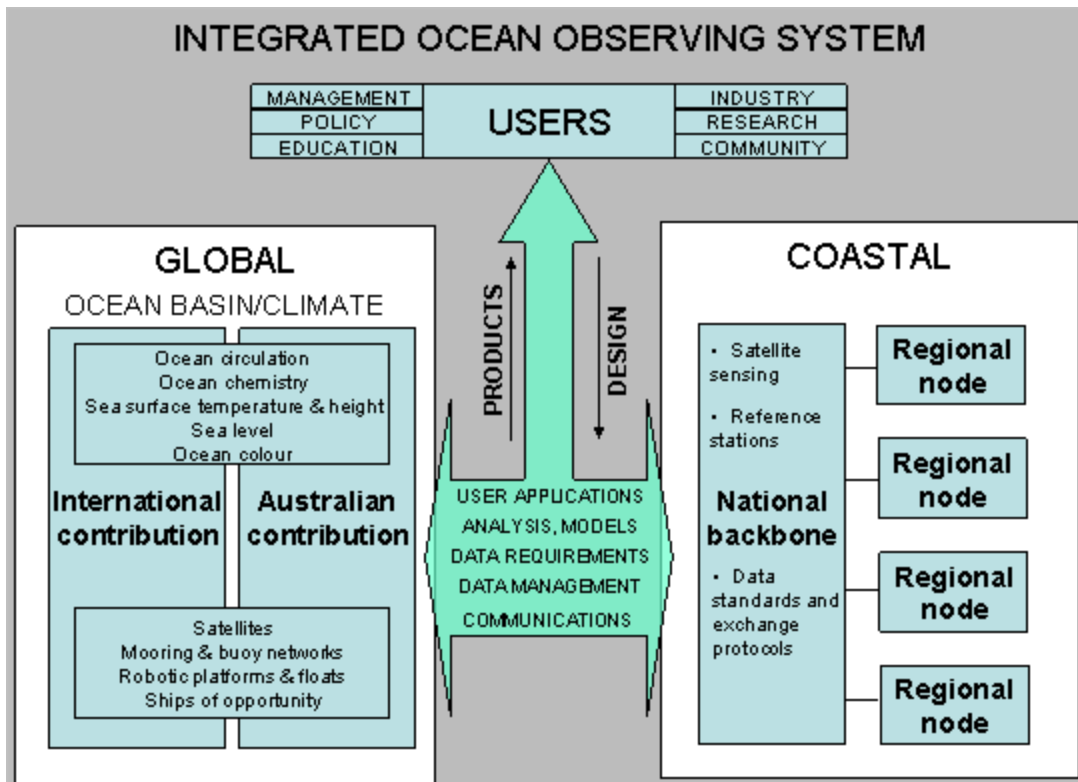 INTEGRATED OCEAN OBSERVING SYSTEM
MANAGEMENT
POLICY
EDUCATION
USERS
INDUSTRY
RESEARCH
COMMUNITY
GLOBAL
OCEAN BASIN/CLIMATE
Ocean circulation
Ocean chemistry
Sea surface temperature & height
Sea level
Ocean colour
International
contribution
Australian
contribution
Satellites
Mooring & buoy networks
Robotic platforms & floats
Ships of opportunity
PRODUCTS
DESIGN
USER APPLICATIONS
ANALYSIS, MODELS
DATA REQUIREMENTS
DATA MANAGEMENT
COMMUNICATIONS
COASTAL
• Satellite
sensing
• Reference
stations
National
backbone
• Data
standards and
exchange
protocols
Regional
node
Regional
node
Regional
node
Regional
node